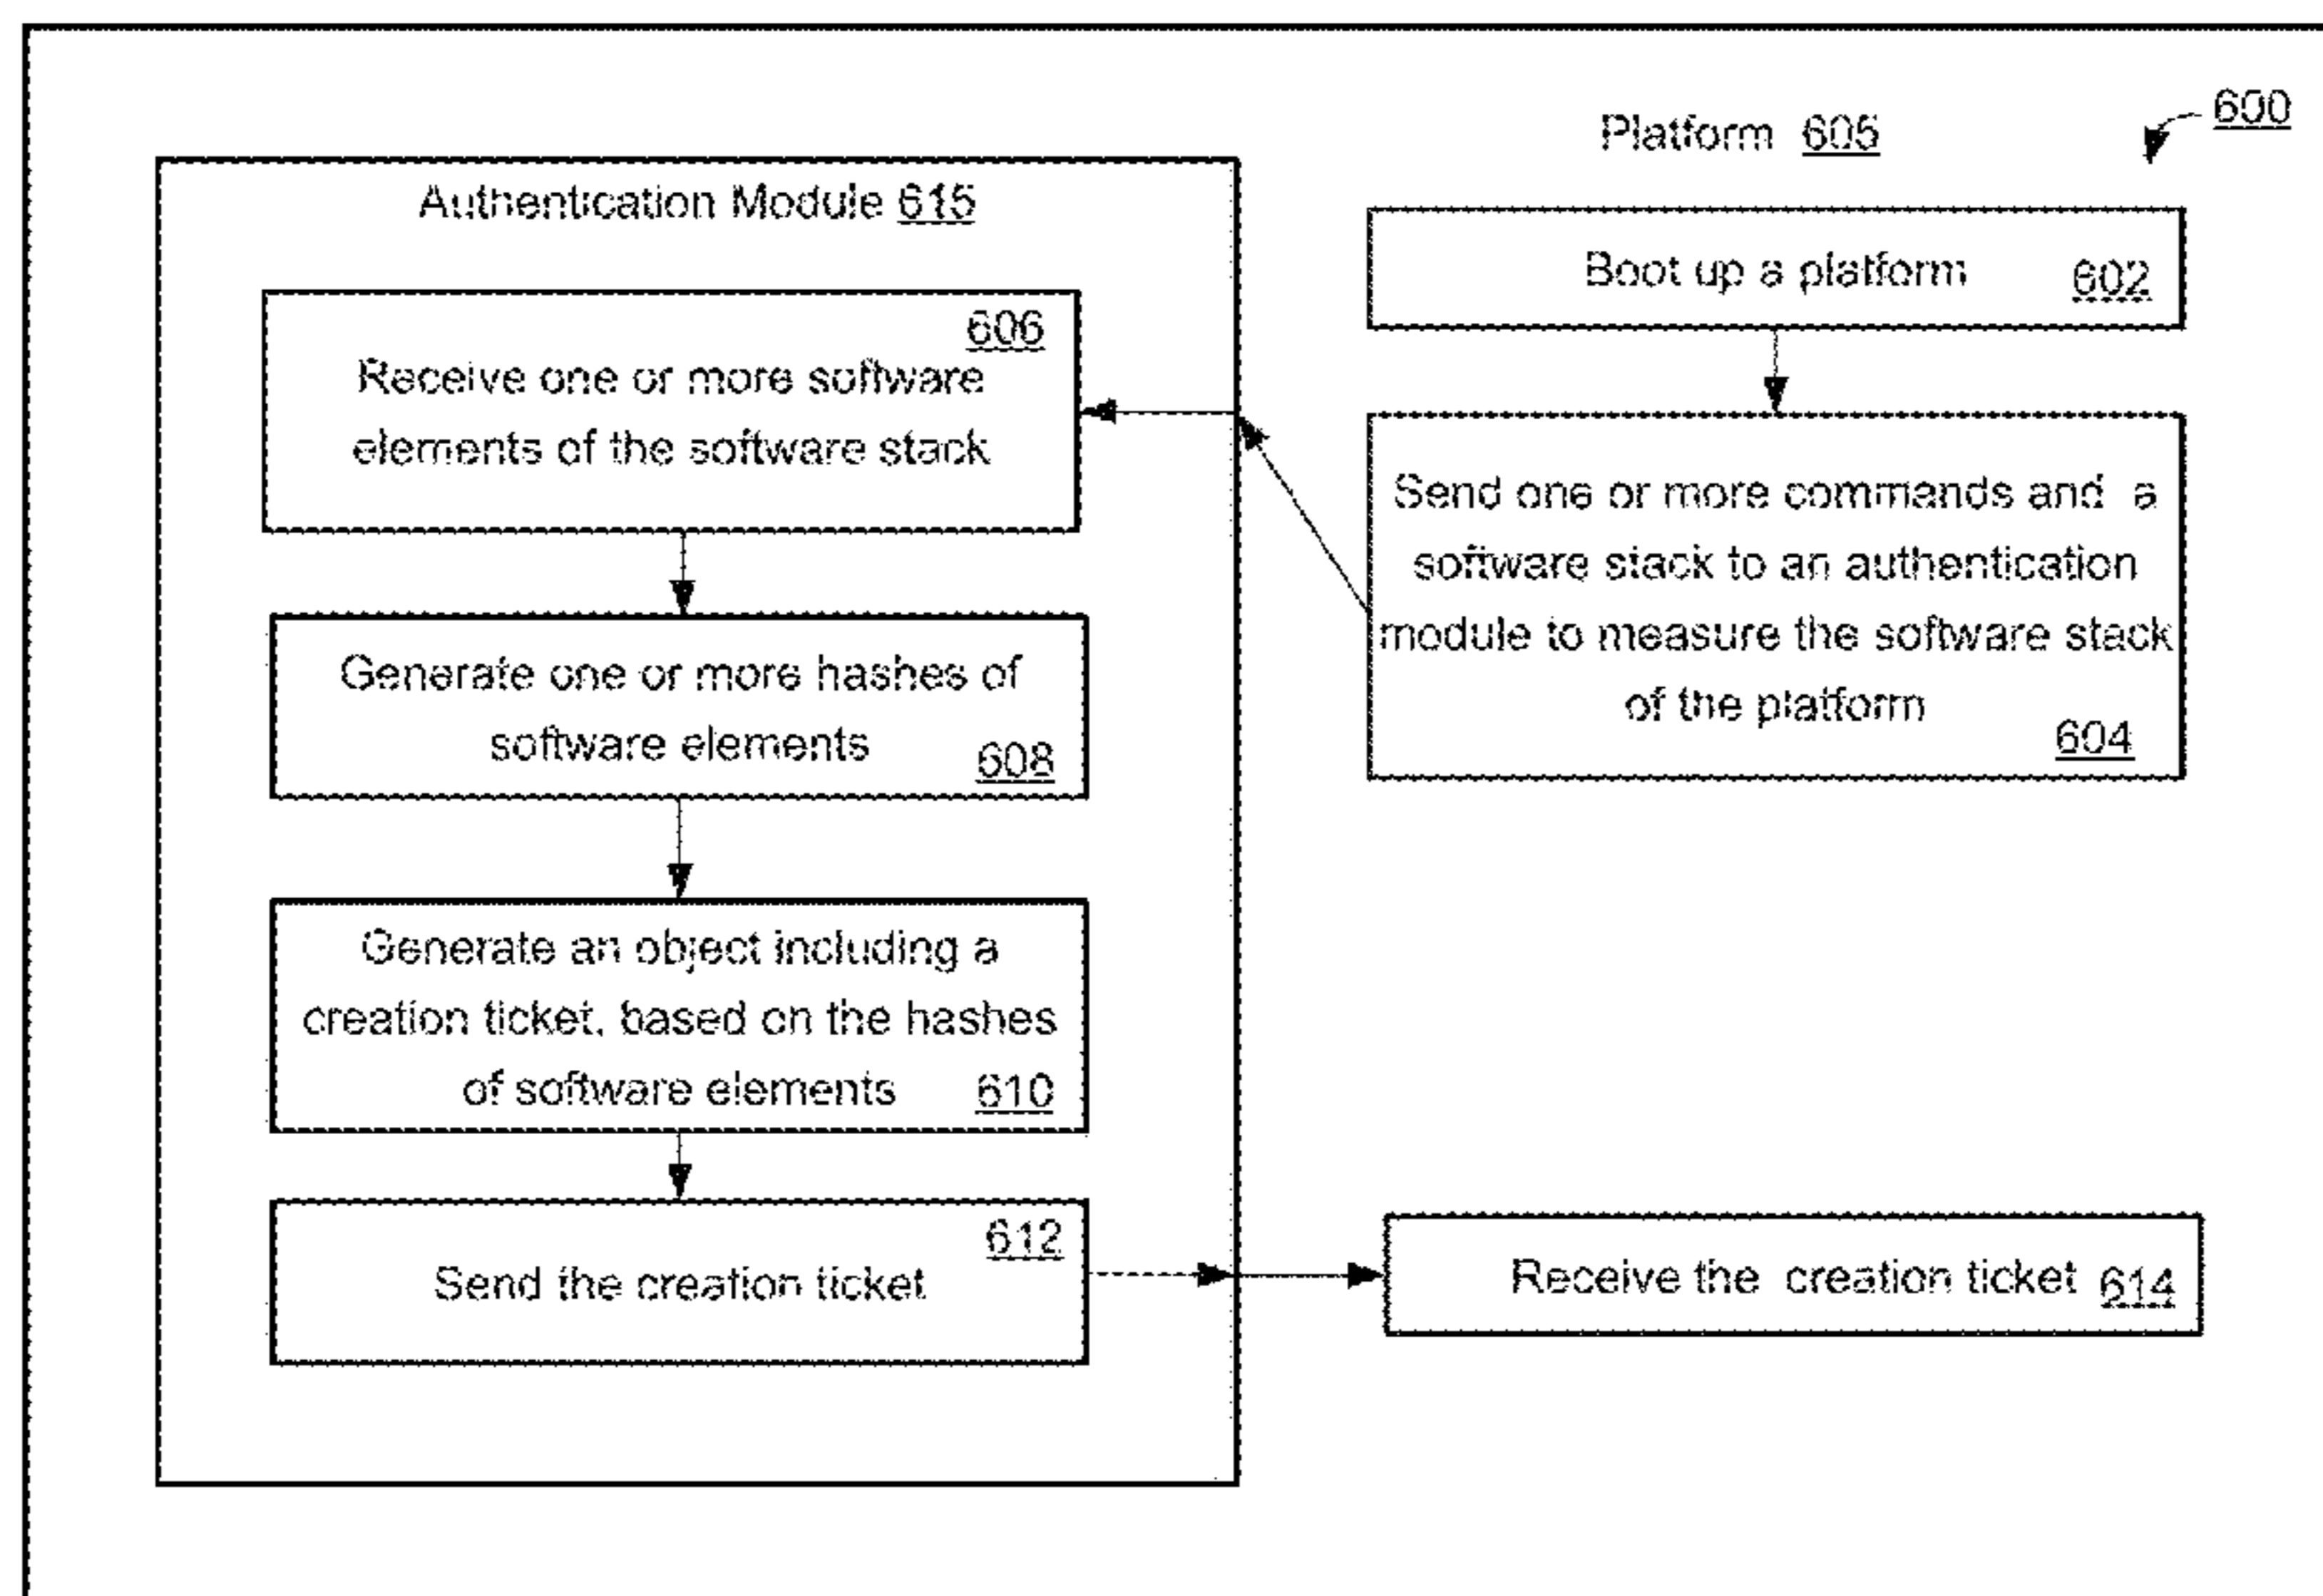 600
Platform 605
Authentication Module 615
Boot up a platform 602
606
Receive one or more software
elements of the software stack
Send one or more commands and a
software stack to an authentication
module to measure the software stack
of the platform
604
Generate one or more hashes of
software elements 608
Generate an object including a
creation ticket, based on the hashes
of software elements 610
612
Send the creation ticket
Receive the creation ticket 614